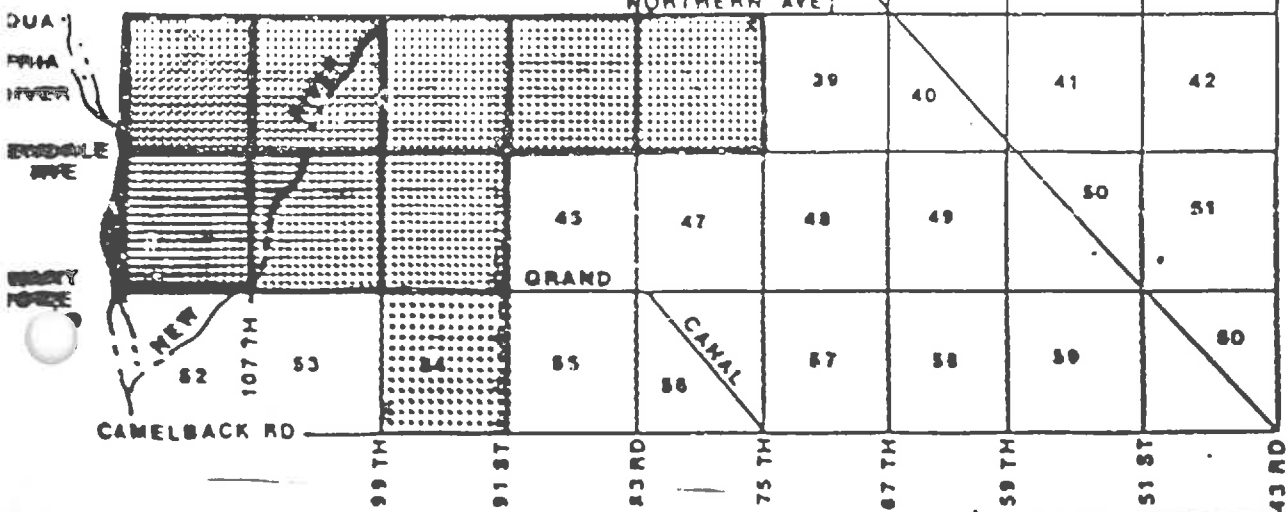 NORTHERN AVE
RIVER
39
40
41
42
45
47
48
49
50
51
GRAND
CANAL
NEW
52
107 TH
53
54
55
56
57
58
59
60
CAMELBACK RD
99 TH
91 ST
83 RD
75 TH
67 TH
59 TH
51 ST
43 RD